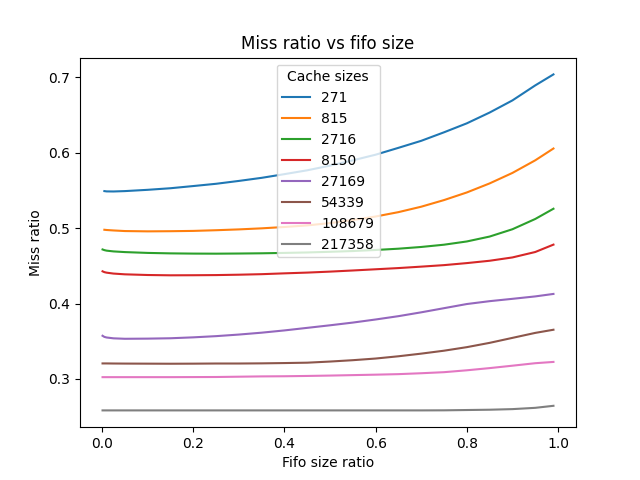 Miss ratio vs fifo size
Cache sizes
271
815
2716
8150
27169
54339
108679
217358
0.7
0.6
0.5
0.4
0.3
Miss ratio
0.0 0.2 0.4 0.6 0.8 1.0
Fifo size ratio